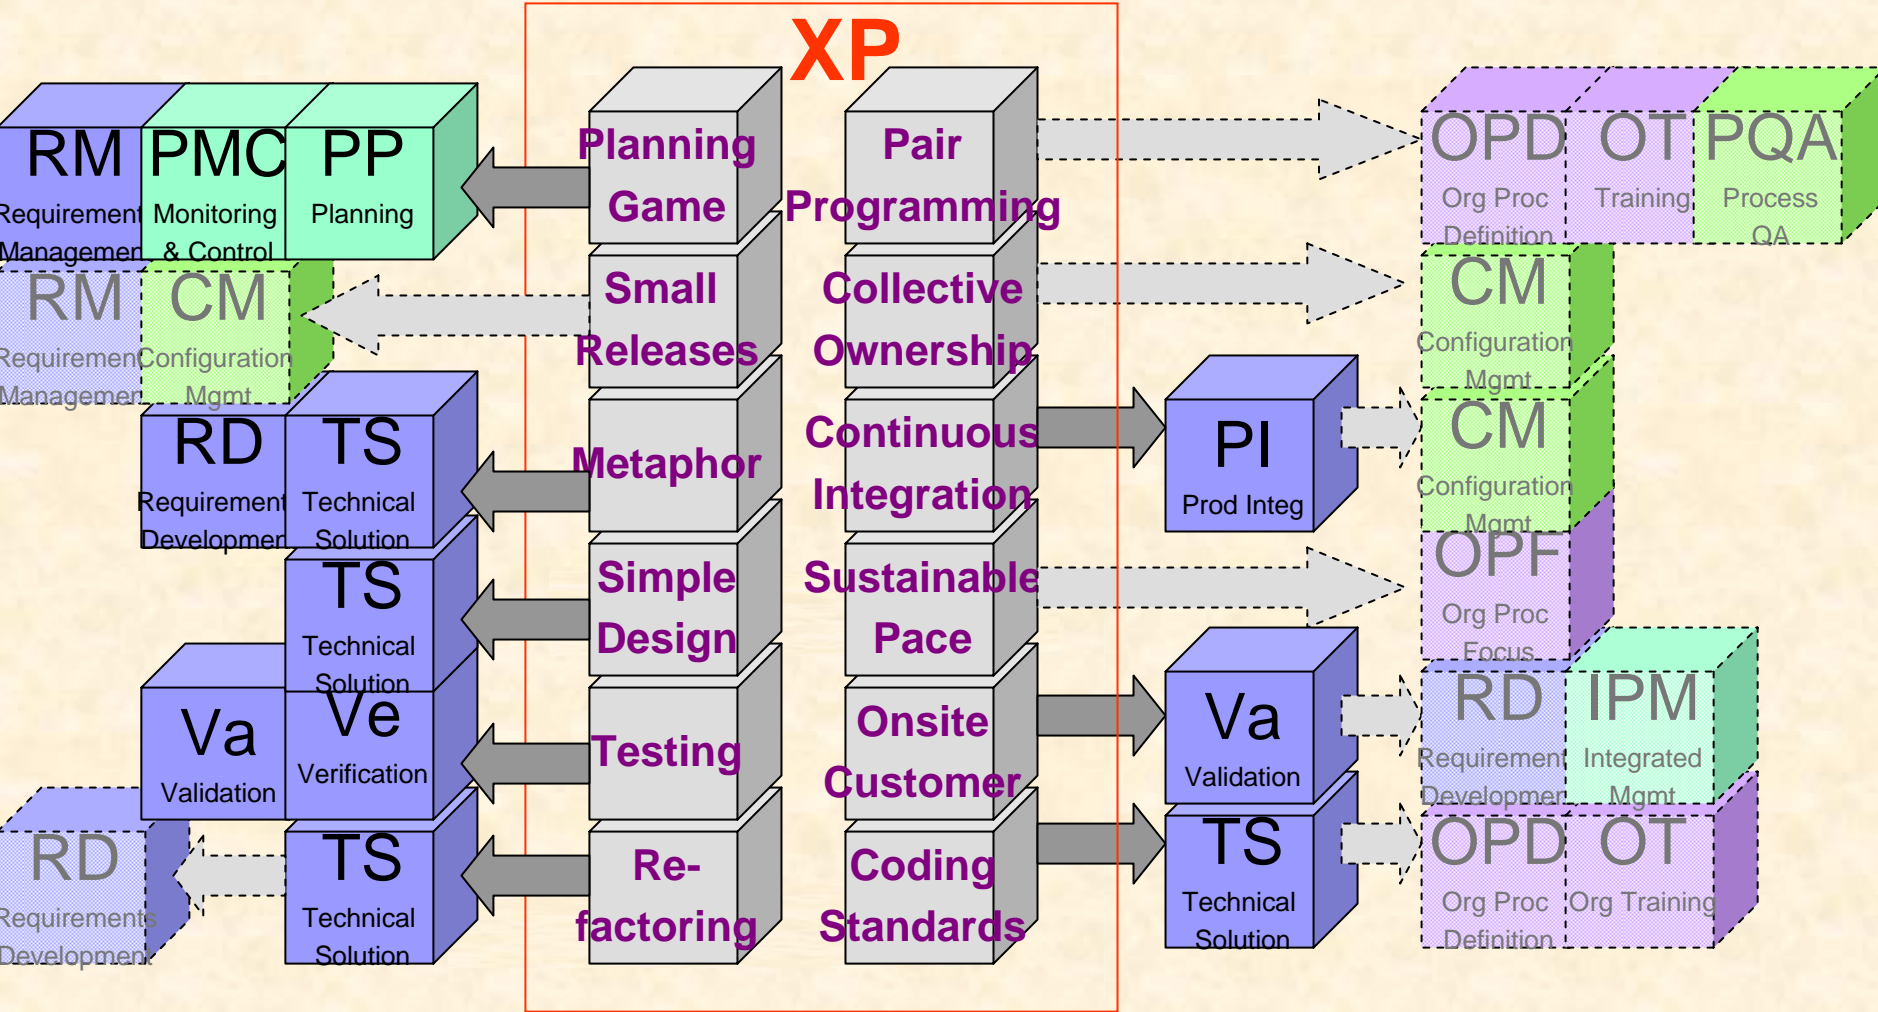 XP
RM
Requirement
Management
PMC
Monitoring
& Control
PP
Planning
Planning
Game
Pair
Programming
OPD
Org Proc
Definition
OT
Training
PQA
Process
QA
RM
Requirement
Management
CM
Configuration
Mgmt
Small
Releases
Collective
Ownership
CM
Configuration
Mgmt
RD
Requirement
Developmen
TS
Technical
Solution
Metaphor
Continuous
Integration
PI
Prod Integ
CM
Configuration
Mgmt
TS
Technical
Solution
Simple
Design
Sustainable
Pace
OPF
Org Proc
Focus
Va
Validation
Ve
Verification
Testing
Onsite
Customer
Va
Validation
RD
Requirement
Developmen
IPM
Integrated
Mgmt
RD
Requirements
Development
TS
Technical
Solution
Re-
factoring
Coding
Standards
TS
Technical
Solution
OPD
Org Proc
Definition
OT
Org Training